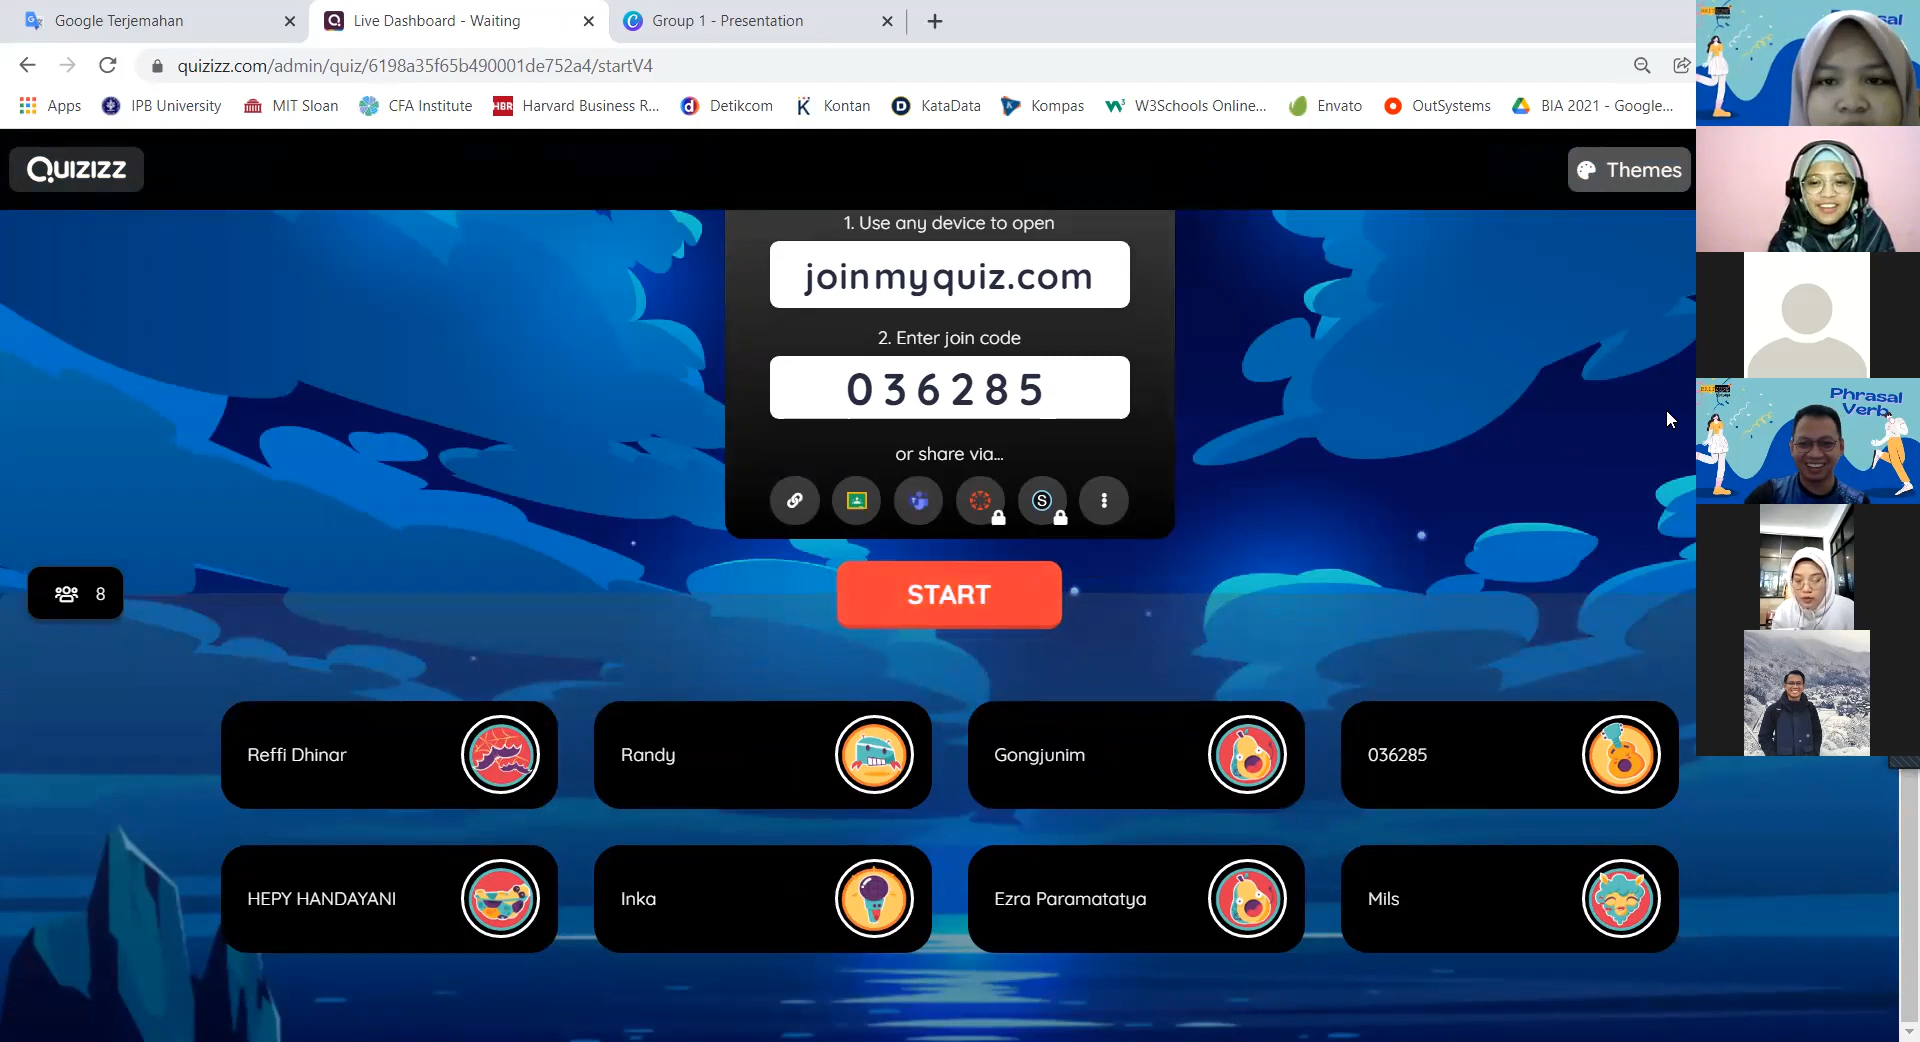 Google Terjemahan
Live Dashboard - Waiting
Group 1 - Presentation
quizizz.com/admin/quiz/6198a35f65b490001de752a4/startV4
Apps
IPB University
MIT Sloan
CFA Institute
HBR
Harvard Business R...
Detikcom
Kontan
KataData
Kompas
W3Schools Online...
Envato
OutSystems
BIA 2021 - Google...
Quizizz
Themes
1. Use any device to open
joinmyquiz.com
2. Enter join code
036285
or share via...
START
8
Reffi Dhinar
Randy
Gongjunim
036285
HEPY HANDAYANI
Inka
Ezra Paramatatya
Mils
Phrasal
Verb